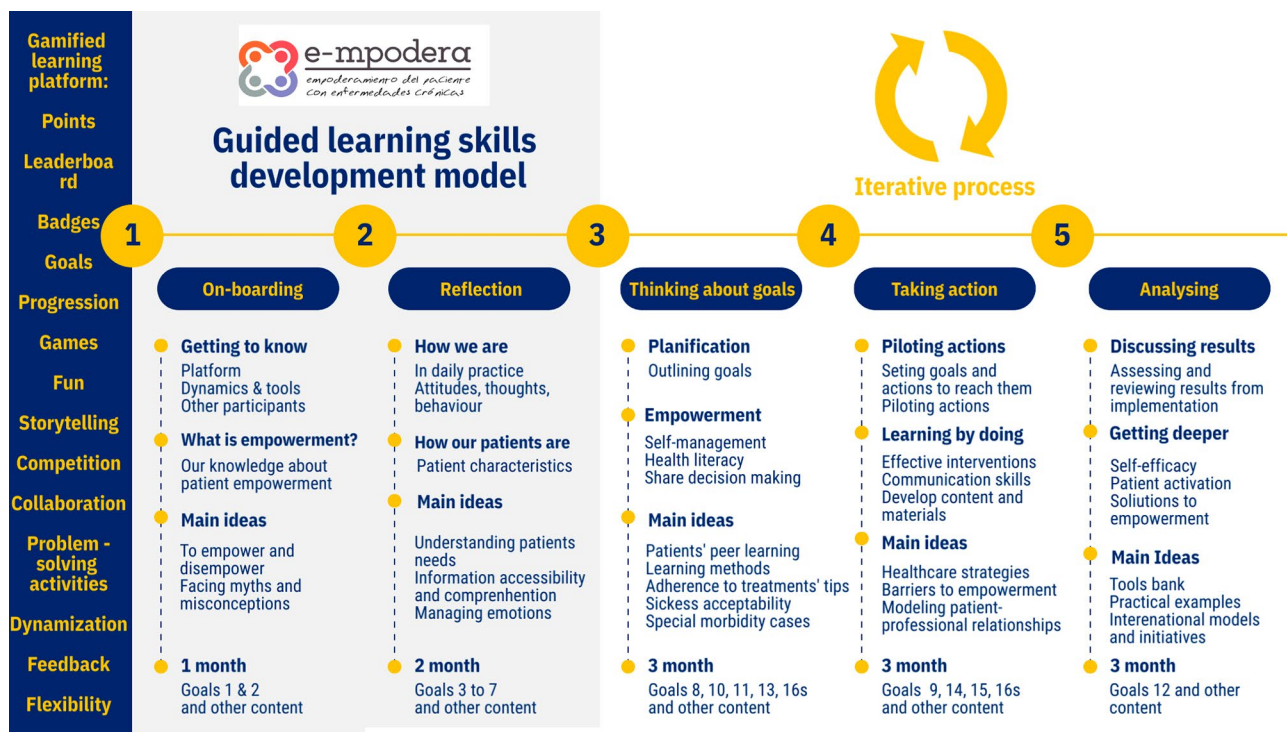 Gamified
learning
platform:
Points
Leaderboa
rd
Badges
Goals
Progression
Games
Fun
Storytelling
Competition
Collaboration
Problem -
solving
activities
Dynamization
Feedback
Flexibility
e-mpodera
empoderamiento del paciente
con enfermedades crónicas
Guided learning skills
development model
Iterative process
1
2
3
4
5
On-boarding
Getting to know
Platform
Dynamics & tools
Other participants
What is empowerment?
Our knowledge about
patient empowerment
Main ideas
To empower and
disempower
Facing myths and
misconceptions
1 month
Goals 1 & 2
and other content
Reflection
How we are
In daily practice
Attitudes, thoughts,
behaviour
How our patients are
Patient characteristics
Main ideas
Understanding patients
needs
Information accessibility
and comprenhention
Managing emotions
2 month
Goals 3 to 7
and other content
Thinking about goals
Planification
Outlining goals
Empowerment
Self-management
Health literacy
Share decision making
Main ideas
Patients' peer learning
Learning methods
Adherence to treatments' tips
Sickess acceptability
Special morbidity cases
3 month
Goals 8, 10, 11, 13, 16s
and other content
Taking action
Piloting actions
Seting goals and
actions to reach them
Piloting actions
Learning by doing
Effective interventions
Communication skills
Develop content and
materials
Main ideas
Healthcare strategies
Barriers to empowerment
Modeling patient-
professional relationships
3 month
Goals 9, 14, 15, 16s
and other content
Analysing
Discussing results
Assessing and
reviewing results from
implementation
Getting deeper
Self-efficacy
Patient activation
Soliutions to
empowerment
Main Ideas
Tools bank
Practical examples
Interenational models
and initiatives
3 month
Goals 12 and other
content